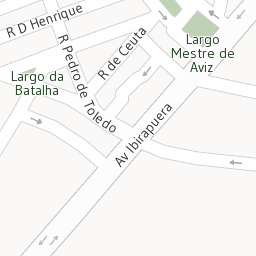 R D Henrique
R de Ceuta
Largo
Mestre de
Aviz
Largo da
Batalha
R Pedro de Toledo
Av Ibirapuera